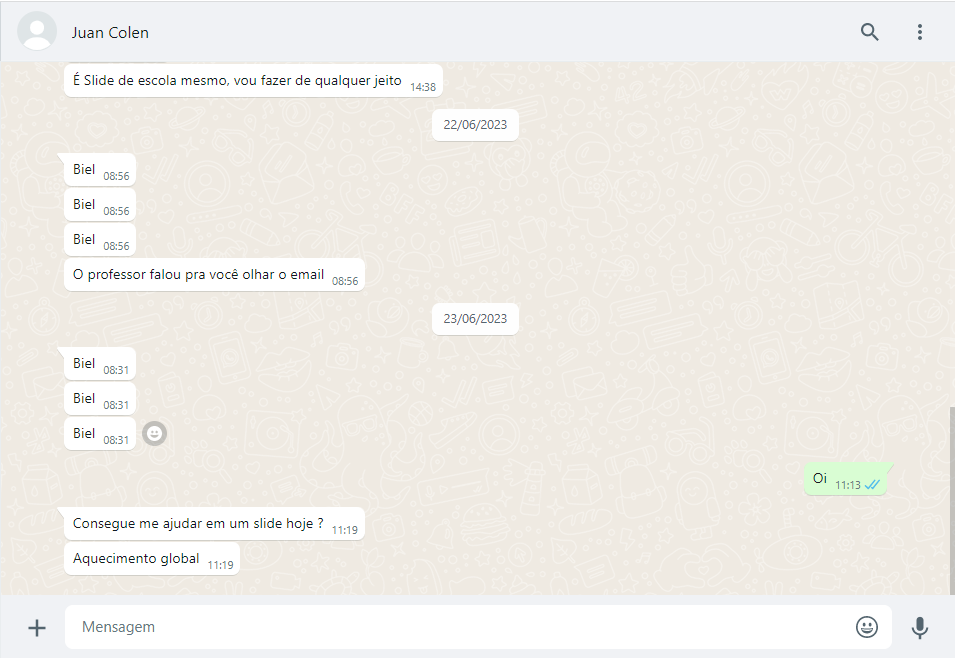 Juan Colen
É Slide de escola mesmo, vou fazer de qualquer jeito 14:38
22/06/2023
Biel 08:56
Biel 08:56
Biel 08:56
O professor falou pra você olhar o email 08:56
23/06/2023
Biel 08:31
Biel 08:31
Biel 08:31
Oi 11:13
Consegue me ajudar em um slide hoje ? 11:19
Aquecimento global 11:19
Mensagem